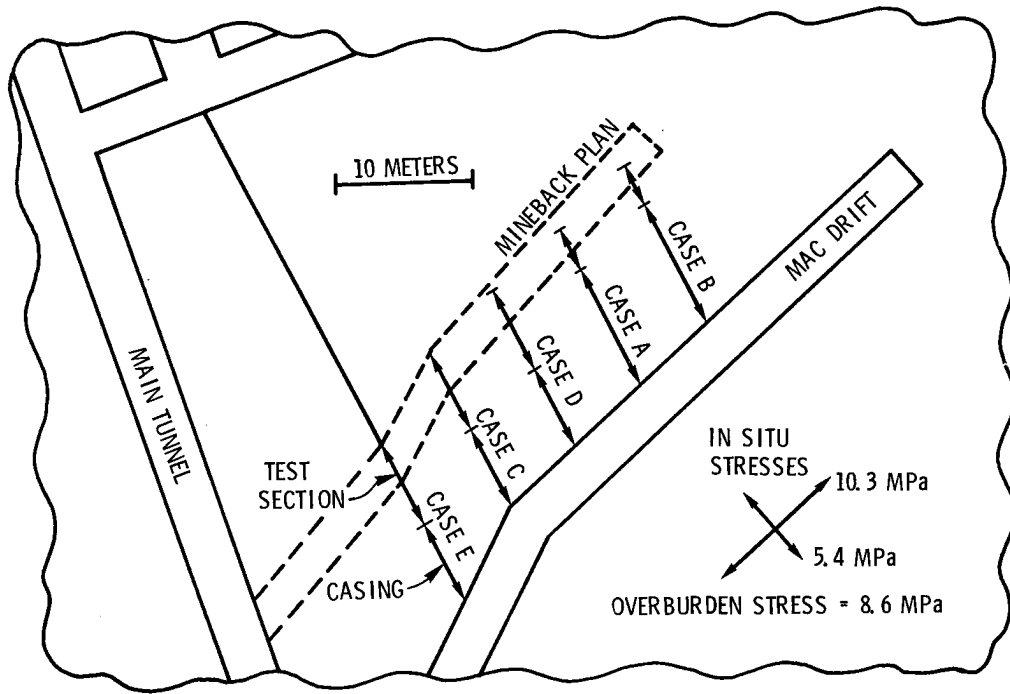 10 METERS
MINEBACK PLAN
CASE B
MAC DRIFT
CASE A
CASE D
CASE C
MAIN TUNNEL
TEST
SECTION
CASE E
CASING
IN SITU
STRESSES
10.3 MPa
5.4 MPa
OVERBURDEN STRESS = 8.6 MPa